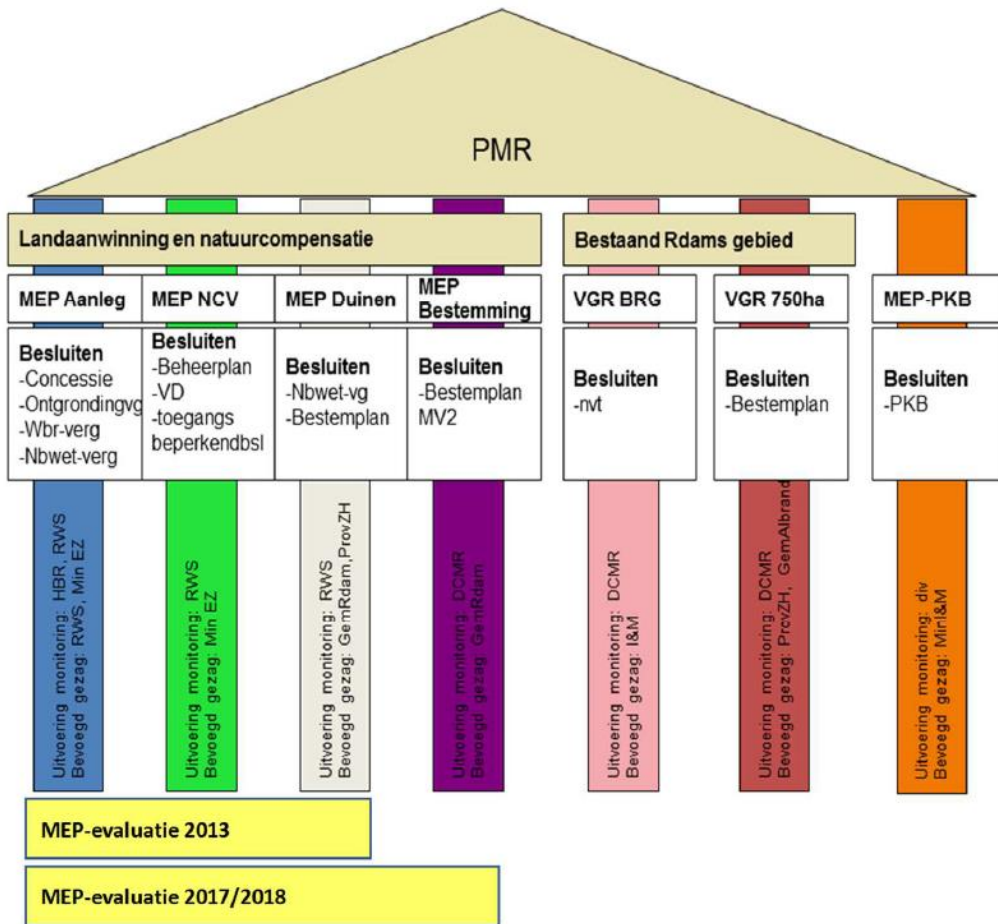 PMR
Landaanwinning en natuurcompensatie
Bestaand Rdams gebied
MEP Aanleg
MEP NCV
MEP Duinen
MEP
Bestemming
VGR BRG
VGR 750ha
MEP-PKB
Besluiten
-Concessie
-Ontgrondingvg
-Wbr-verg
-Nbwet-verg
Besluiten
-Beheerplan
-VD
-toegangs
beperkendbsl
Besluiten
-Nbwet-vg
-Bestemplan
Besluiten
-Bestemplan
MV2
Besluiten
-nvt
Besluiten
-Bestemplan
Besluiten
-PKB
Uitvoering monitoring: HBR, RWS
Bevoegd gezag: RWS, Min EZ
Uitvoering monitoring: RWS
Bevoegd gezag: Min EZ
Uitvoering monitoring: RWS
Bevoegd gezag: GemRdam, ProvZH
Uitvoering monitoring: DCMR
Bevoegd gezag: GemRdam
Uitvoering monitoring: DCMR
Bevoegd gezag: I&M
Uitvoering monitoring: DCMR
Bevoegd gezag: ProvZH, GemAlbrand
Uitvoering monitoring: div
Bevoegd gezag: MinI&M
MEP-evaluatie 2013
MEP-evaluatie 2017/2018